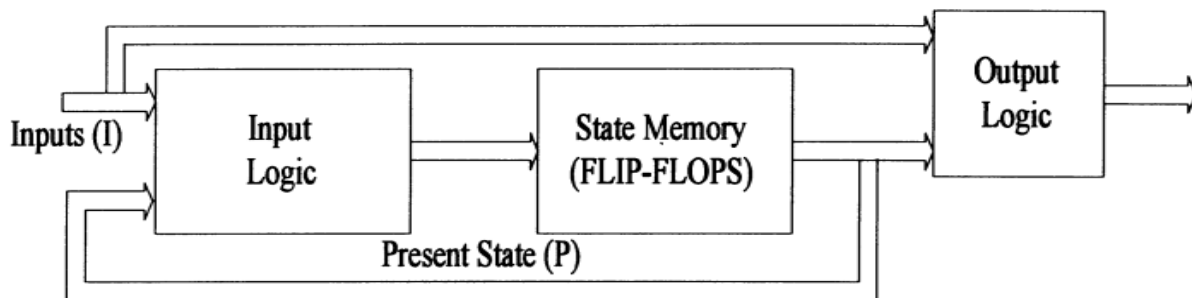 Inputs (I)
Input
Logic
State Memory
(FLIP-FLOPS)
Output
Logic
Present State (P)